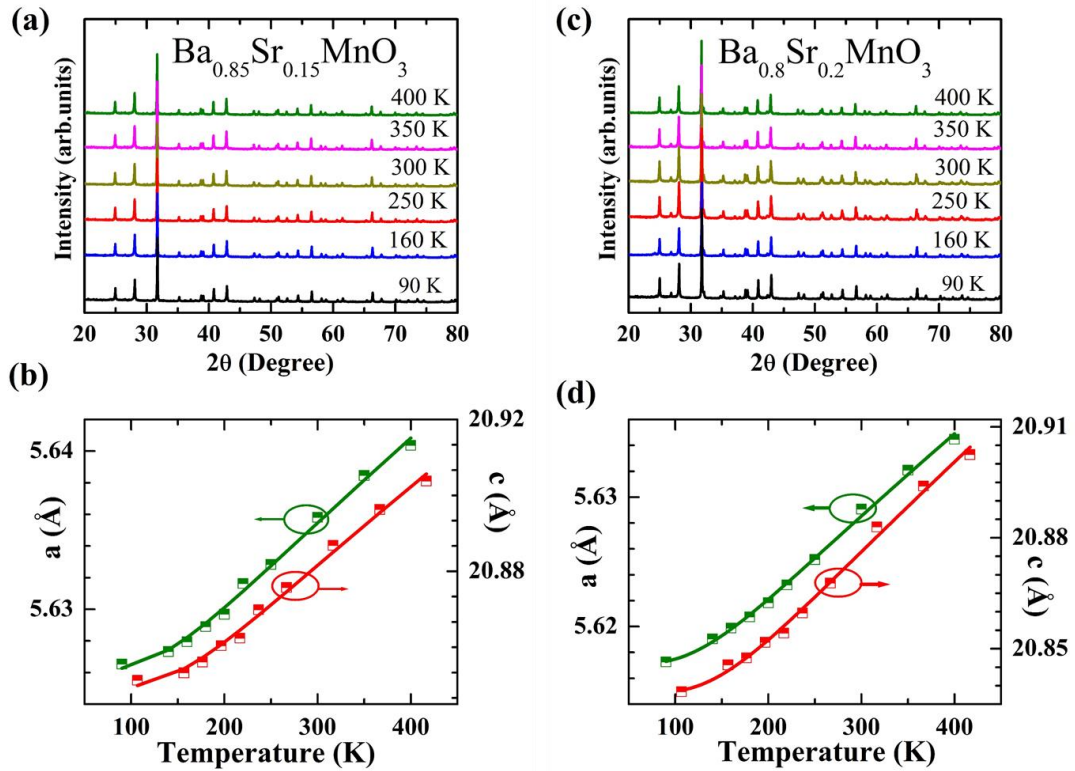 (a)
Ba0.85Sr0.15MnO3
400 K
350 K
300 K
250 K
160 K
90 K
Intensity (arb.units)
20 30 40 50 60 70 80
2θ (Degree)
(c)
Ba0.8Sr0.2MnO3
400 K
350 K
300 K
250 K
160 K
90 K
Intensity (arb.units)
20 30 40 50 60 70 80
2θ (Degree)
(b)
5.64
5.63
a (Å)
20.92
20.88
c (Å)
100 200 300 400
Temperature (K)
(d)
5.63
5.62
a (Å)
20.91
20.88
20.85
c (Å)
100 200 300 400
Temperature (K)